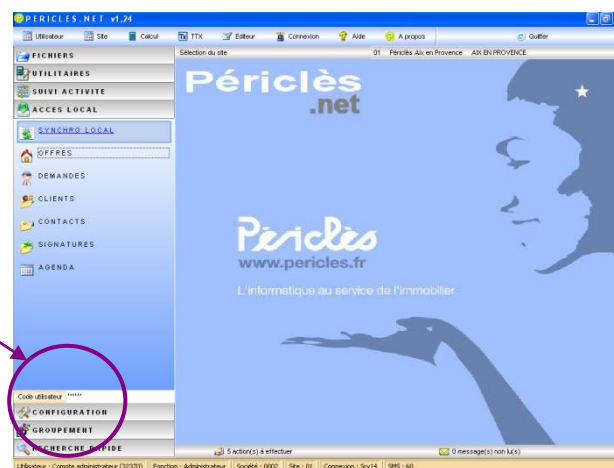 PERICLES.NET v1,24
Utilisateur Site Calcul TTX Editeur Connexion Aide A propos Quitter
FICHIERS
UTILITAIRES
SUIVI ACTIVITE
ACCES LOCAL
SYNCHRO LOCAL
OFFRES
DEMANDES
CLIENTS
CONTACTS
SIGNATURES
AGENDA
Code utilisateur ******
CONFIGURATION
GROUPEMENT
RECHERCHE RAPIDE
Sélection du site 01 Périclès Aix en Provence AIX EN PROVENCE
Périclès
.net
Périclès
www.pericles.fr
L'informatique au service de l'immobilier
5 action(s) à effectuer 0 message(s) non lu(s)
Utilisateur : Compte administrateur (32370) Fonction : Administrateur Société : 0002 Site : 01 Connexion : Srv14 SMS : 60